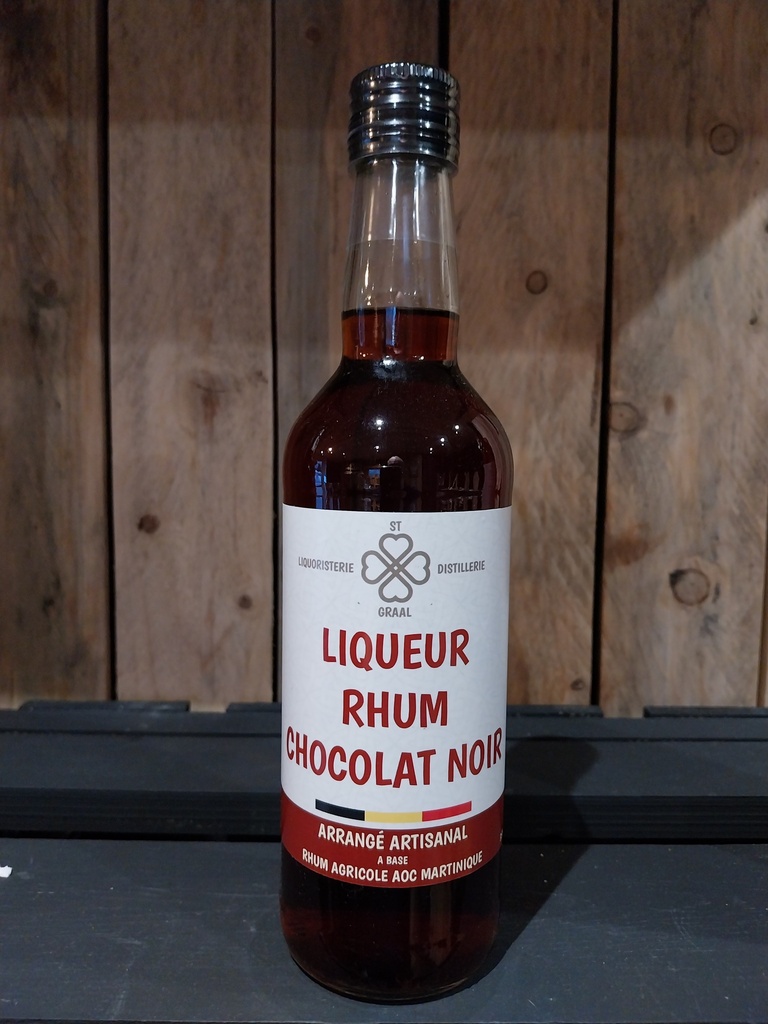 ST
LIQUORISTERIE DISTILLERIE
GRAAL
LIQUEUR
RHUM
CHOCOLAT NOIR
ARRANGÉ ARTISANAL
A BASE
RHUM AGRICOLE AOC MARTINIQUE